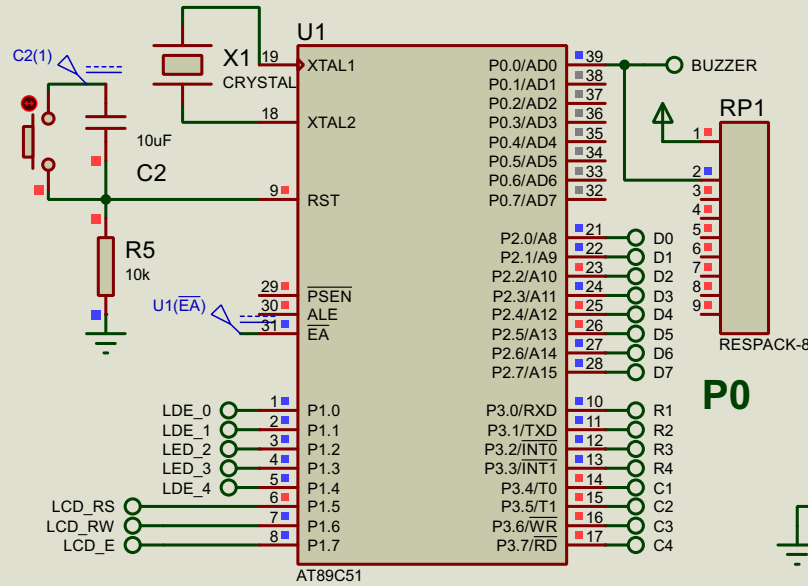 U1
C2(1)
X1
CRYSTAL
10uF
C2
R5
10k
U1(EA)
19
18
9
29
30
31
XTAL1
XTAL2
RST
PSEN
ALE
EA
LDE_0 1 P1.0
LDE_1 2 P1.1
LED_2 3 P1.2
LED_3 4 P1.3
LDE_4 5 P1.4
LCD_RS 6 P1.5
LCD_RW 7 P1.6
LCD_E 8 P1.7
AT89C51
P0.0/AD0 39 BUZZER
P0.1/AD1 38
P0.2/AD2 37
P0.3/AD3 36
P0.4/AD4 35
P0.5/AD5 34
P0.6/AD6 33
P0.7/AD7 32
P2.0/A8 21 D0
P2.1/A9 22 D1
P2.2/A10 23 D2
P2.3/A11 24 D3
P2.4/A12 25 D4
P2.5/A13 26 D5
P2.6/A14 27 D6
P2.7/A15 28 D7
P3.0/RXD 10 R1
P3.1/TXD 11 R2
P3.2/INT0 12 R3
P3.3/INT1 13 R4
P3.4/T0 14 C1
P3.5/T1 15 C2
P3.6/WR 16 C3
P3.7/RD 17 C4
RP1
1
2
3
4
5
6
7
8
9
RESPACK-8
P0